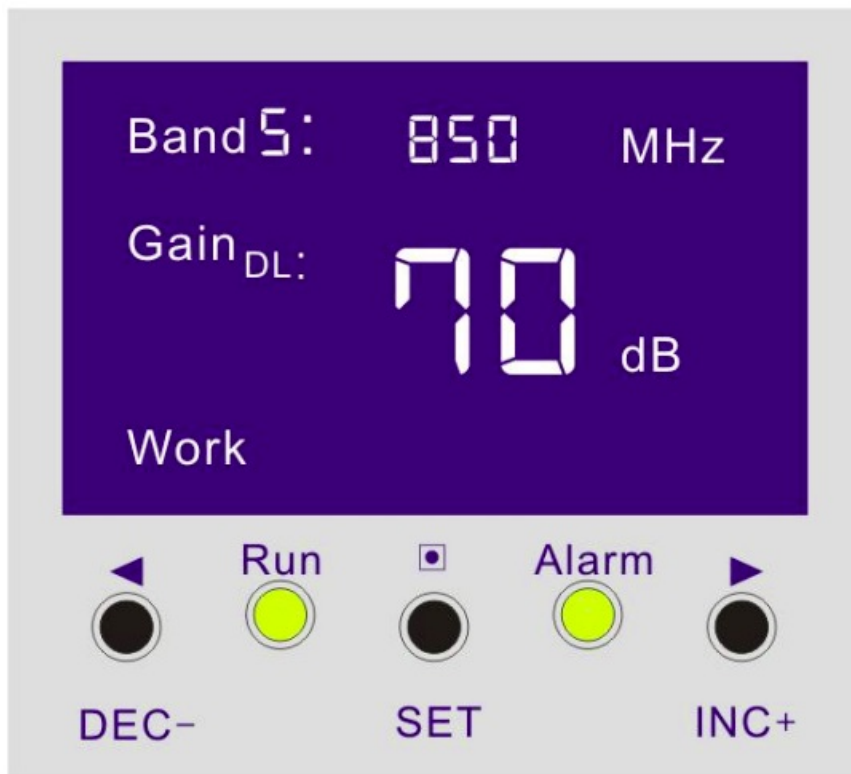 Band 5: 850 MHz
Gain DL: 70 dB
Work
Run Alarm
DEC- SET INC+